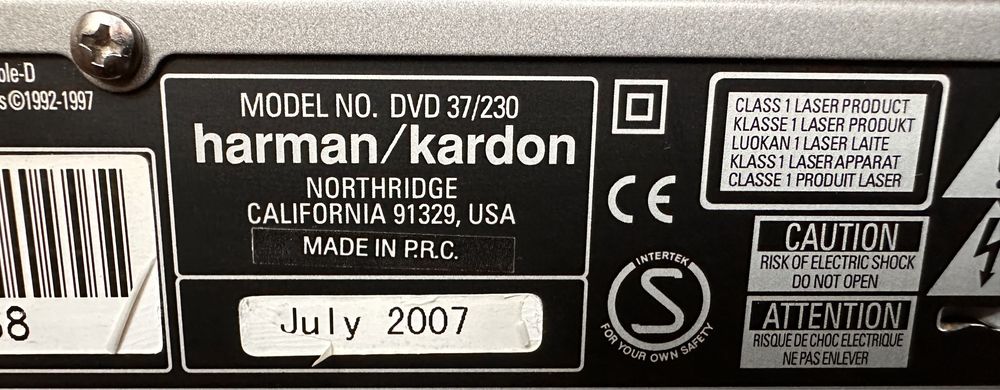 ble-D
s©1992-1997
8
MODEL NO. DVD 37/230
harman/kardon
NORTHRIDGE
CALIFORNIA 91329, USA
MADE IN P.R.C.
July 2007
CE
INTERTEK
S
FOR YOUR OWN SAFETY
CLASS 1 LASER PRODUCT
KLASSE 1 LASER PRODUKT
LUOKAN 1 LASER LAITE
KLASS 1 LASER APPARAT
CLASSE 1 PRODUIT LASER
CAUTION
RISK OF ELECTRIC SHOCK
DO NOT OPEN
ATTENTION
RISQUE DE CHOC ELECTRIQUE
NE PAS ENLEVER